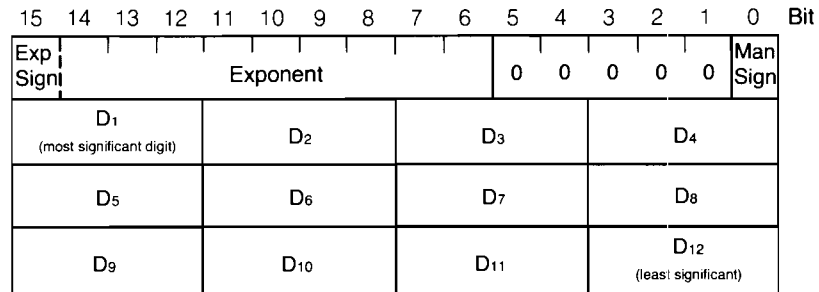 15 14 13 12 11 10 9 8 7 6 5 4 3 2 1 0 Bit
Exp Sign Exponent 0 0 0 0 0 Man Sign
D1 (most significant digit) D2 D3 D4
D5 D6 D7 D8
D9 D10 D11 D12 (least significant)